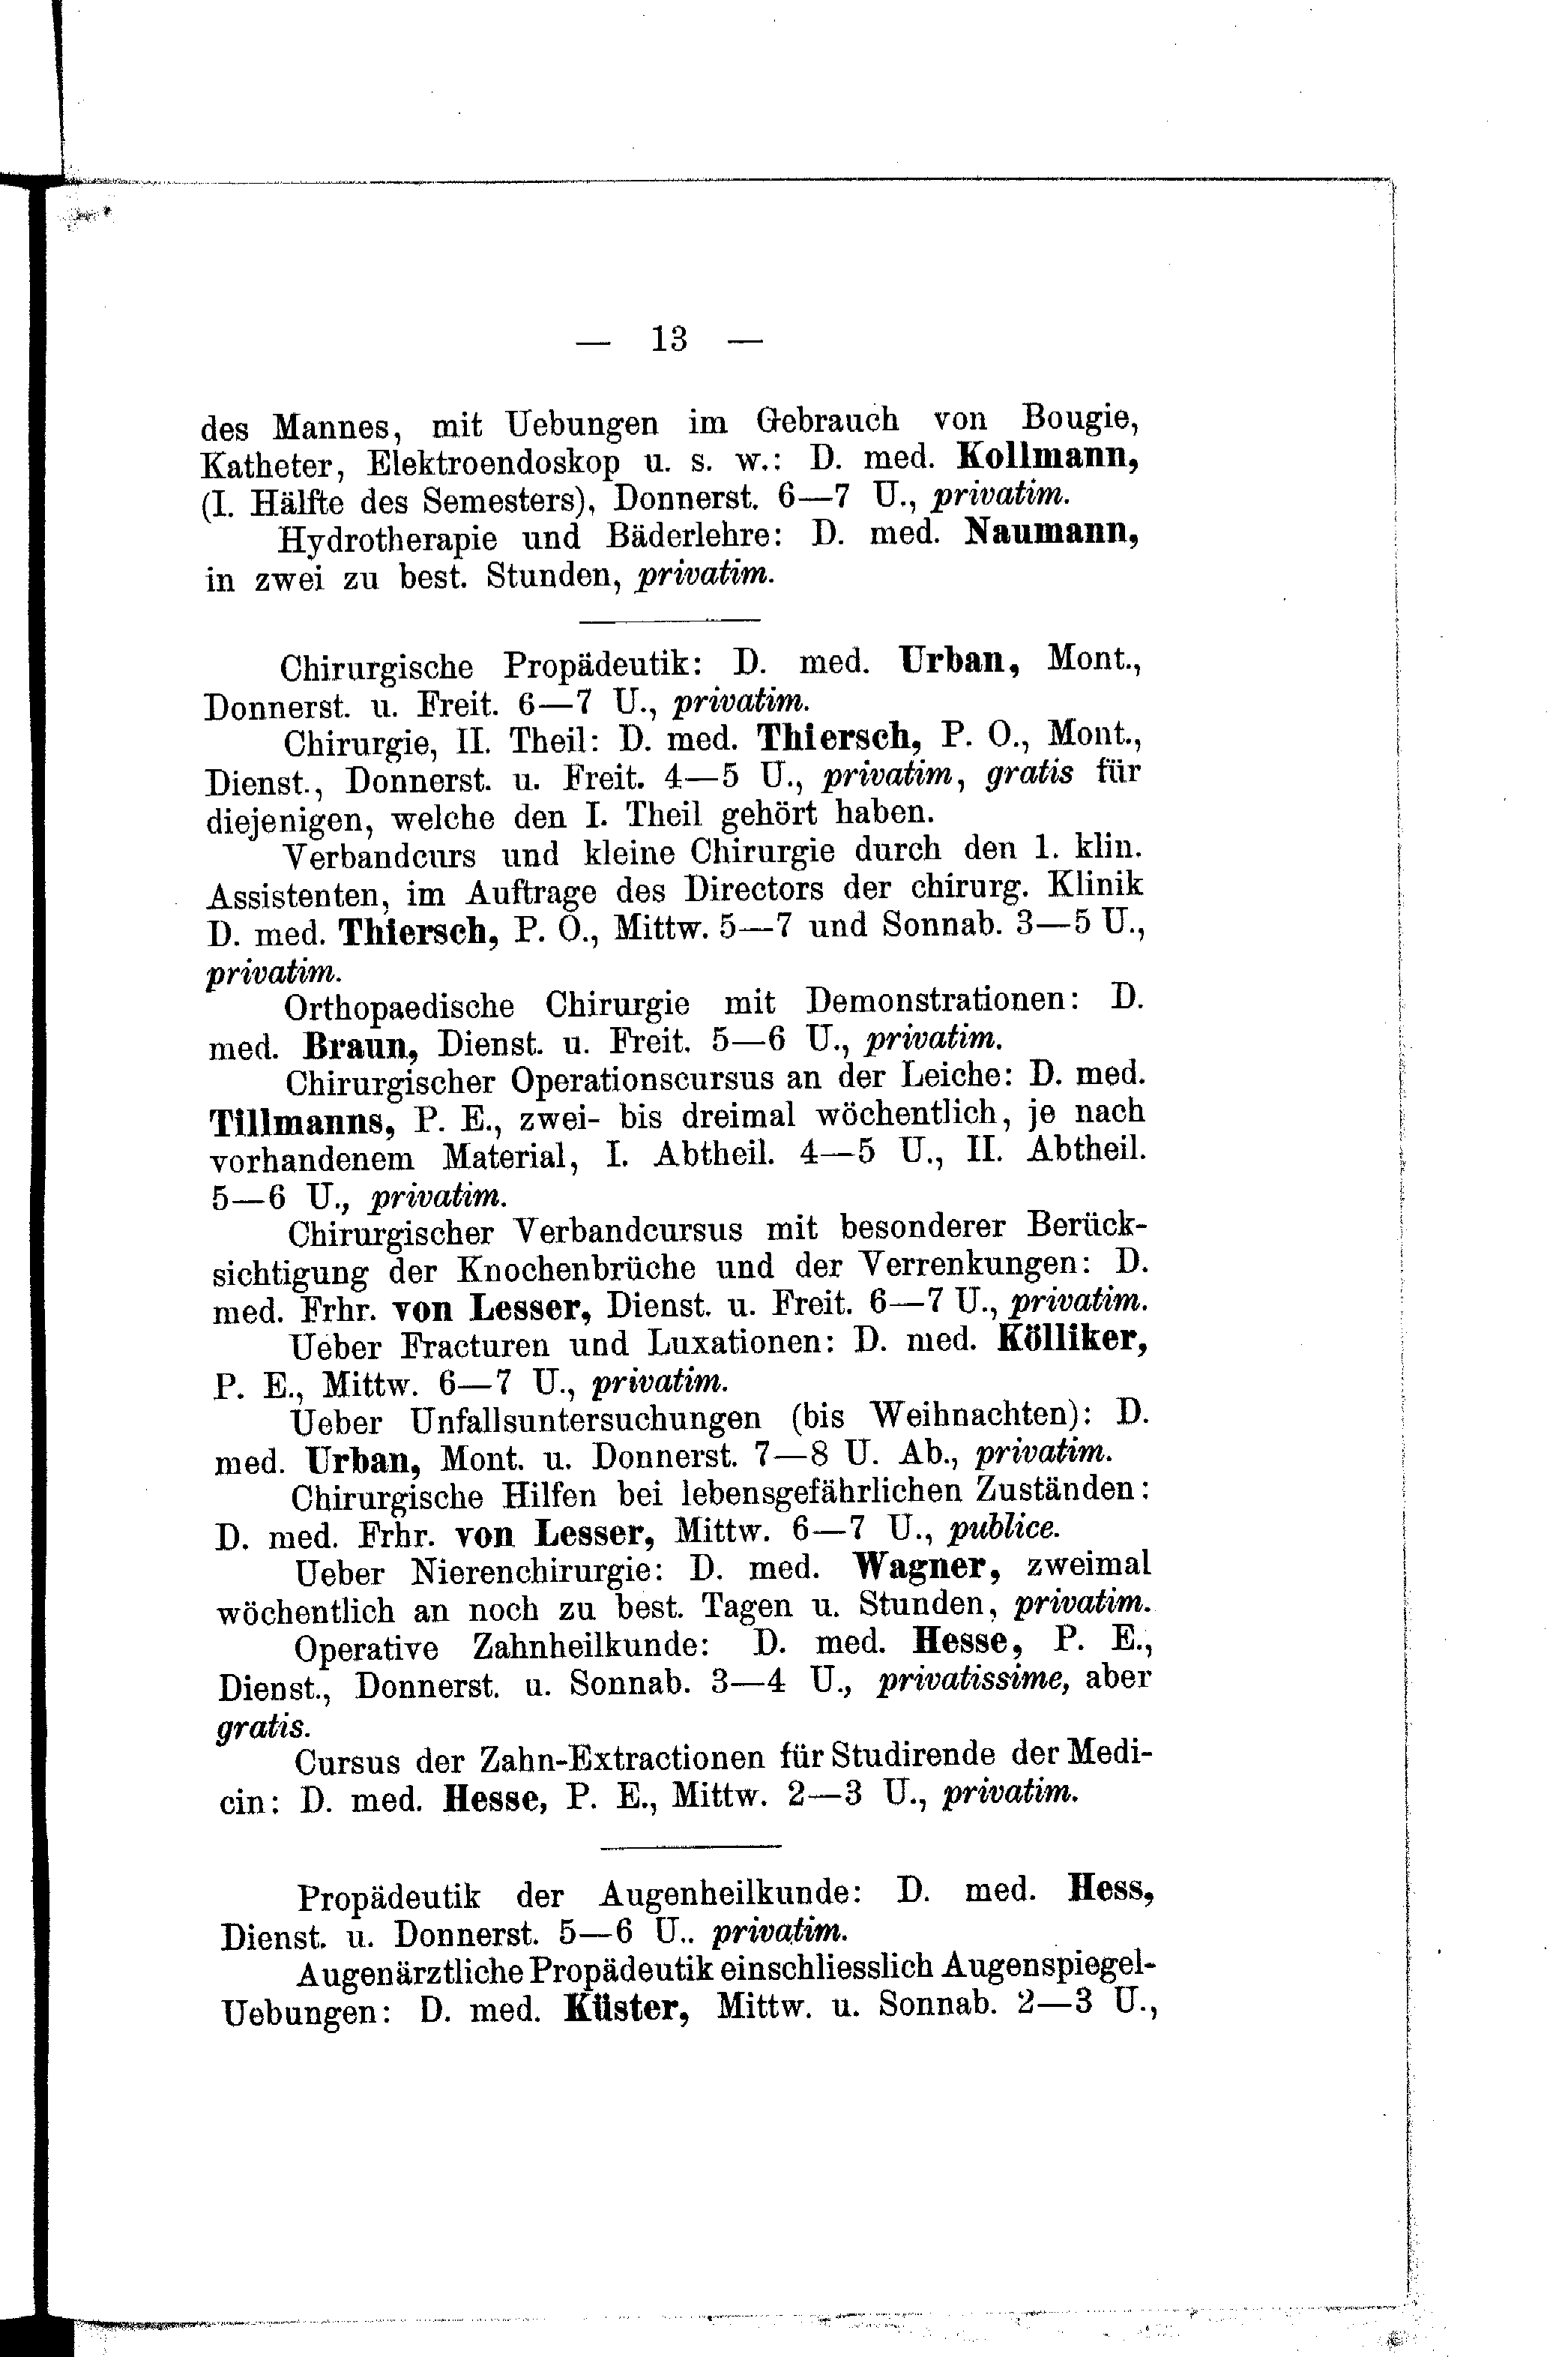 — 13 —
des Mannes, mit Uebungen im Gebrauch von Bougie,
Katheter, Elektroendoskop u. s. w.: D. med. Kollmann,
(I. Hälfte des Semesters), Donnerst. 6—7 U., privatim.
Hydrotherapie und Bäderlehre: D. med. Naumann,
in zwei zu best. Stunden, privatim.
Chirurgische Propädeutik: D. med. Urban, Mont.,
Donnerst. u. Freit. 6—7 U., privatim.
Chirurgie, II. Theil: D. med. Thiersch, P. O., Mont.,
Dienst., Donnerst. u. Freit. 4—5 U., privatim, gratis für
diejenigen, welche den I. Theil gehört haben.
Verbandcurs und kleine Chirurgie durch den 1. klin.
Assistenten, im Auftrage des Directors der chirurg. Klinik
D. med. Thiersch, P. O., Mittw. 5—7 und Sonnab. 3—5 U.,
privatim.
Orthopaedische Chirurgie mit Demonstrationen: D.
med. Braun, Dienst. u. Freit. 5—6 U., privatim.
Chirurgischer Operationscursus an der Leiche: D. med.
Tillmanns, P. E., zwei- bis dreimal wöchentlich, je nach
vorhandenem Material, I. Abtheil. 4—5 U., II. Abtheil.
5—6 U., privatim.
Chirurgischer Verbandcursus mit besonderer Berück-
sichtigung der Knochenbrüche und der Verrenkungen: D.
med. Frhr. von Lesser, Dienst. u. Freit. 6—7 U., privatim.
Ueber Fracturen und Luxationen: D. med. Kölliker,
P. E., Mittw. 6—7 U., privatim.
Ueber Unfallsuntersuchungen (bis Weihnachten): D.
med. Urban, Mont. u. Donnerst. 7—8 U. Ab., privatim.
Chirurgische Hilfen bei lebensgefährlichen Zuständen:
D. med. Frhr. von Lesser, Mittw. 6—7 U., publice.
Ueber Nierenchirurgie: D. med. Wagner, zweimal
wöchentlich an noch zu best. Tagen u. Stunden, privatim.
Operative Zahnheilkunde: D. med. Hesse, P. E.,
Dienst., Donnerst. u. Sonnab. 3—4 U., privatissime, aber
gratis.
Cursus der Zahn-Extractionen für Studirende der Medi-
cin: D. med. Hesse, P. E., Mittw. 2—3 U., privatim.
Propädeutik der Augenheilkunde: D. med. Hess,
Dienst. u. Donnerst. 5—6 U.. privatim.
Augenärztliche Propädeutik einschliesslich Augenspiegel-
Uebungen: D. med. Küster, Mittw. u. Sonnab. 2—3 U.,